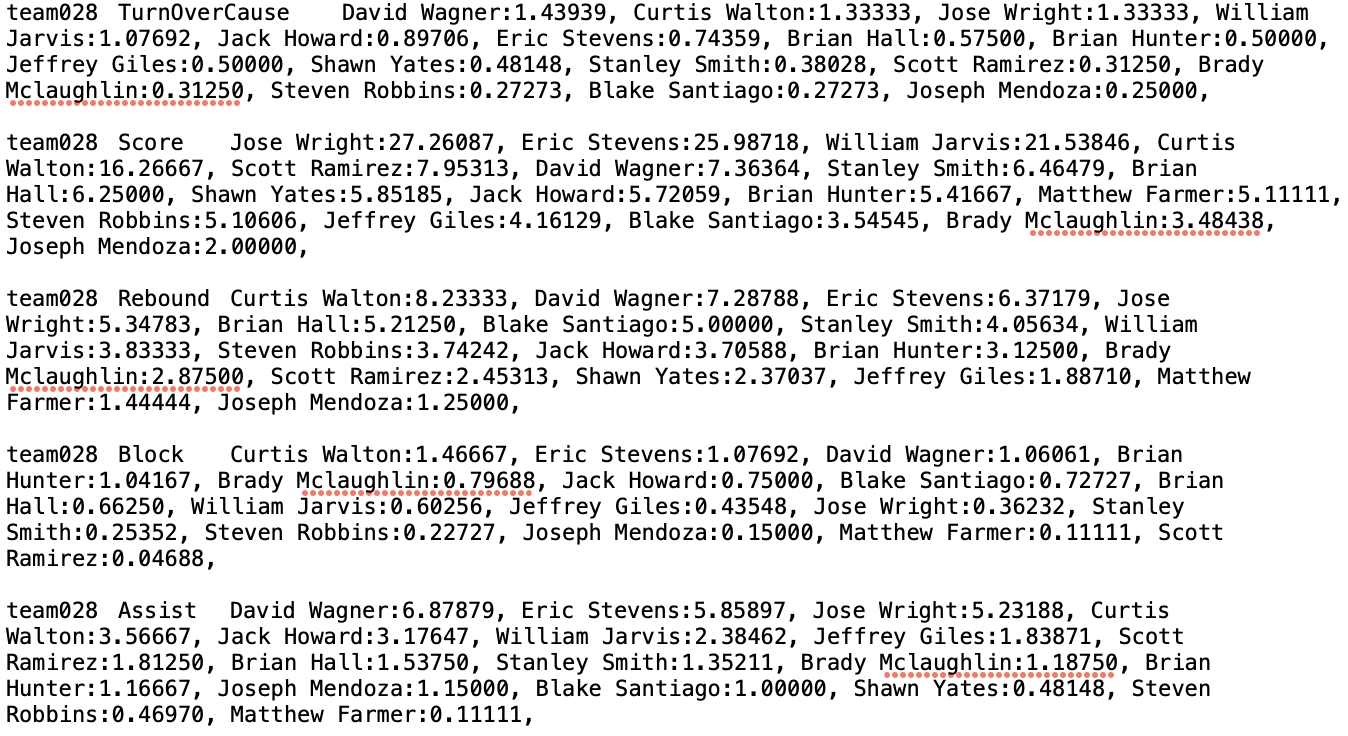 team028 TurnOverCause David Wagner:1.43939, Curtis Walton:1.33333, Jose Wright:1.33333, William
Jarvis:1.07692, Jack Howard:0.89706, Eric Stevens:0.74359, Brian Hall:0.57500, Brian Hunter:0.50000,
Jeffrey Giles:0.50000, Shawn Yates:0.48148, Stanley Smith:0.38028, Scott Ramirez:0.31250, Brady
Mclaughlin:0.31250, Steven Robbins:0.27273, Blake Santiago:0.27273, Joseph Mendoza:0.25000,
team028 Score Jose Wright:27.26087, Eric Stevens:25.98718, William Jarvis:21.53846, Curtis
Walton:16.26667, Scott Ramirez:7.95313, David Wagner:7.36364, Stanley Smith:6.46479, Brian
Hall:6.25000, Shawn Yates:5.85185, Jack Howard:5.72059, Brian Hunter:5.41667, Matthew Farmer:5.11111,
Steven Robbins:5.10606, Jeffrey Giles:4.16129, Blake Santiago:3.54545, Brady Mclaughlin:3.48438,
Joseph Mendoza:2.00000,
team028 Rebound Curtis Walton:8.23333, David Wagner:7.28788, Eric Stevens:6.37179, Jose
Wright:5.34783, Brian Hall:5.21250, Blake Santiago:5.00000, Stanley Smith:4.05634, William
Jarvis:3.83333, Steven Robbins:3.74242, Jack Howard:3.70588, Brian Hunter:3.12500, Brady
Mclaughlin:2.87500, Scott Ramirez:2.45313, Shawn Yates:2.37037, Jeffrey Giles:1.88710, Matthew
Farmer:1.44444, Joseph Mendoza:1.25000,
team028 Block Curtis Walton:1.46667, Eric Stevens:1.07692, David Wagner:1.06061, Brian
Hunter:1.04167, Brady Mclaughlin:0.79688, Jack Howard:0.75000, Blake Santiago:0.72727, Brian
Hall:0.66250, William Jarvis:0.60256, Jeffrey Giles:0.43548, Jose Wright:0.36232, Stanley
Smith:0.25352, Steven Robbins:0.22727, Joseph Mendoza:0.15000, Matthew Farmer:0.11111, Scott
Ramirez:0.04688,
team028 Assist David Wagner:6.87879, Eric Stevens:5.85897, Jose Wright:5.23188, Curtis
Walton:3.56667, Jack Howard:3.17647, William Jarvis:2.38462, Jeffrey Giles:1.83871, Scott
Ramirez:1.81250, Brian Hall:1.53750, Stanley Smith:1.35211, Brady Mclaughlin:1.18750, Brian
Hunter:1.16667, Joseph Mendoza:1.15000, Blake Santiago:1.00000, Shawn Yates:0.48148, Steven
Robbins:0.46970, Matthew Farmer:0.11111,